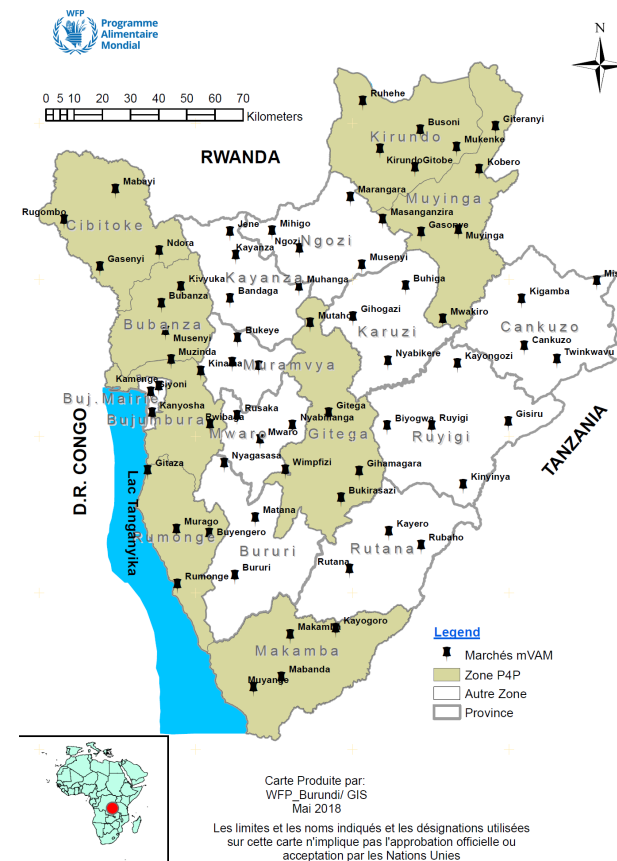 WFP
Programme
Alimentaire
Mondial
N
0 5 10 20 30 40 50 60 70
Kilometers
RWANDA
D.R. CONGO
TANZANIA
Lac Tanganyika
Ruhehe
Busoni
Giteranyi
Kirundo
Mukenke
KirundoGitobe
Kobero
Mabayi
Marangara
Muyinga
Rugombo
Cibitoke
Masanganzira
Jene
Mihigo
Gasonye
Muyinga
Ndora
Kayanza
Ngozi
Ngozi
Gasenyi
Musenyi
Kivyuka
Kayanza
Muhanga
Buhiga
Bubanza
Bandaga
Kigamba
Bubanza
Mutaho
Gihogazi
Mwakiro
Cankuzo
Musenyi
Bukeye
Karuzi
Cankuzo
Muzinda
Muramvya
Nyabikere
Kayongozi
Twinkwavu
Kamenge
Buj.Mairie
Kanyosha
Rusaka
Gitega
Gisiru
Bujumbura
Rwibaga
Nyabihanga
Biyogwa
Ruyigi
Mwaro
Mwaro
Gitega
Ruyigi
Gitaza
Nyagasasa
Wimpfizi
Gihamagara
Kinyinya
Bukirasazi
Matana
Murago
Rumonge
Buyengero
Kayero
Bururi
Rutana
Rubaho
Rumonge
Bururi
Rutana
Makamba
Kayogoro
Makamba
Mabanda
Muyange
Legend
Marchés mVAM
Zone P4P
Autre Zone
Province
Carte Produite par:
WFP_Burundi/ GIS
Mai 2018
Les limites et les noms indiqués et les désignations utilisées
sur cette carte n'implique pas l'approbation officielle ou
acceptation par les Nations Unies